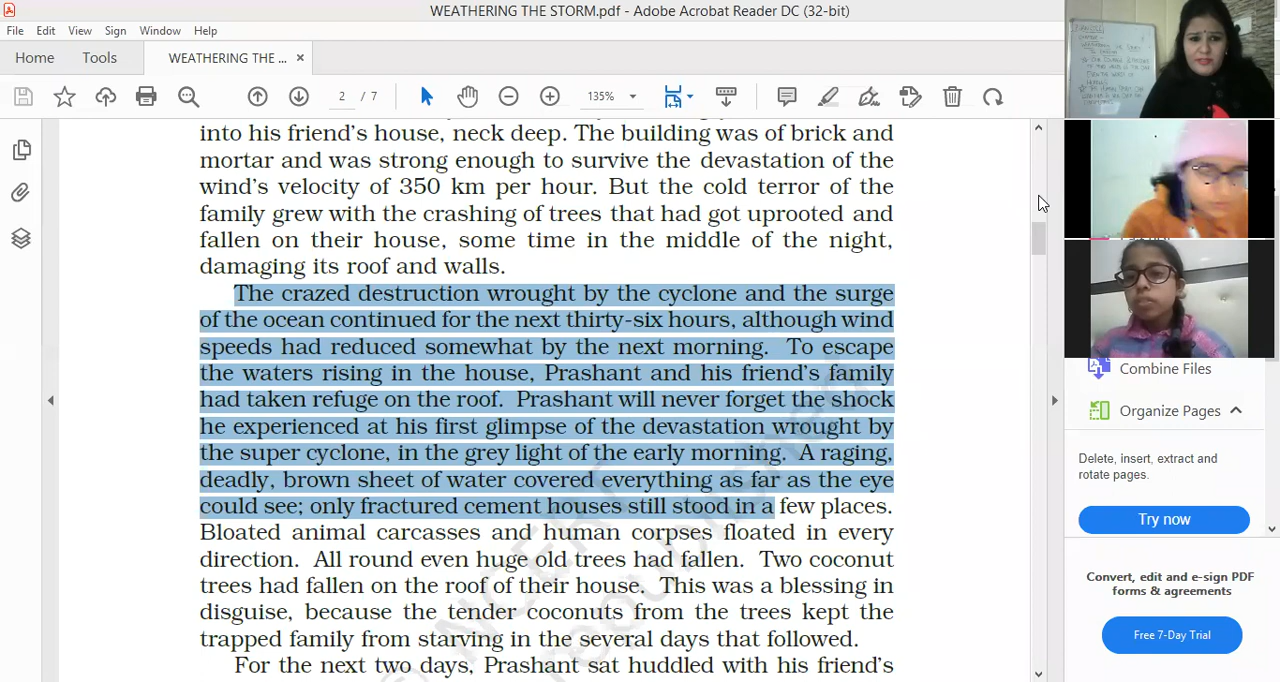 WEATHERING THE STORM.pdf - Adobe Acrobat Reader DC (32-bit)
File Edit View Sign Window Help
Home Tools WEATHERING THE ... ×
2 / 7 135%
into his friend's house, neck deep. The building was of brick and
mortar and was strong enough to survive the devastation of the
wind's velocity of 350 km per hour. But the cold terror of the
family grew with the crashing of trees that had got uprooted and
fallen on their house, some time in the middle of the night,
damaging its roof and walls.
The crazed destruction wrought by the cyclone and the surge
of the ocean continued for the next thirty-six hours, although wind
speeds had reduced somewhat by the next morning. To escape
the waters rising in the house, Prashant and his friend's family
had taken refuge on the roof. Prashant will never forget the shock
he experienced at his first glimpse of the devastation wrought by
the super cyclone, in the grey light of the early morning. A raging,
deadly, brown sheet of water covered everything as far as the eye
could see; only fractured cement houses still stood in a few places.
Bloated animal carcasses and human corpses floated in every
direction. All round even huge old trees had fallen. Two coconut
trees had fallen on the roof of their house. This was a blessing in
disguise, because the tender coconuts from the trees kept the
trapped family from starving in the several days that followed.
For the next two days, Prashant sat huddled with his friend's
Combine Files
Organize Pages
Delete, insert, extract and
rotate pages.
Try now
Convert, edit and e-sign PDF
forms & agreements
Free 7-Day Trial